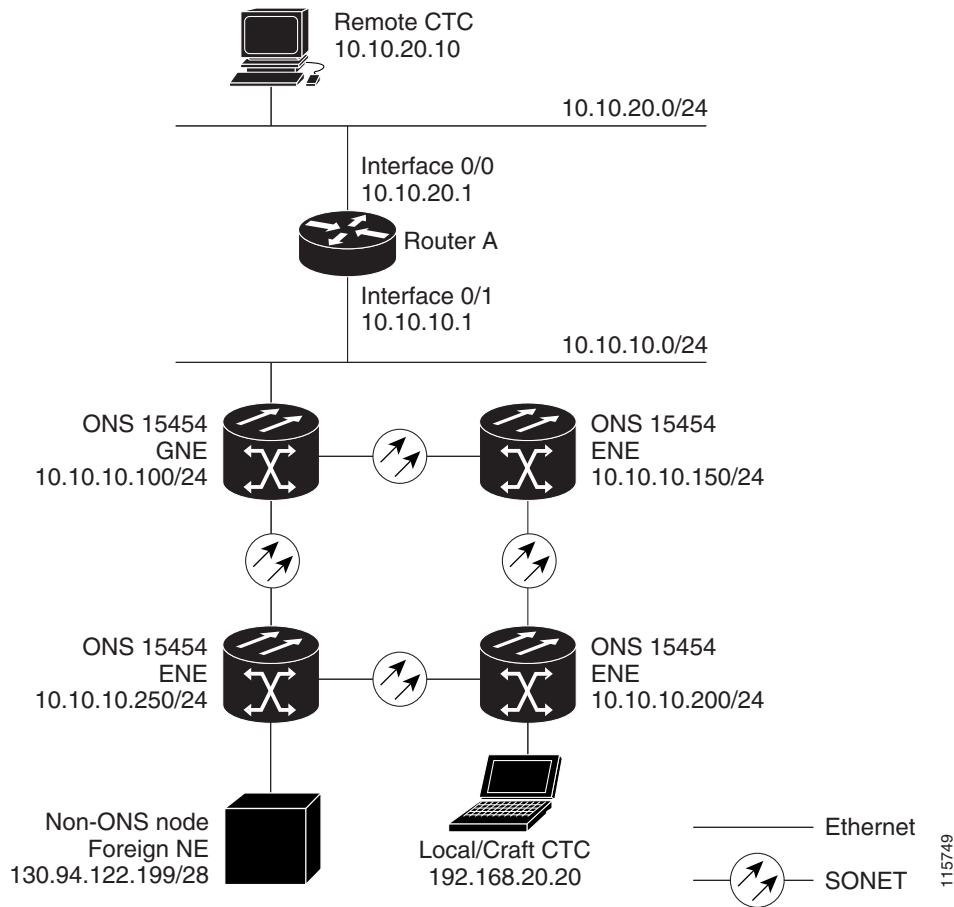 Remote CTC
10.10.20.10
10.10.20.0/24
Interface 0/0
10.10.20.1
Router A
Interface 0/1
10.10.10.1
10.10.10.0/24
ONS 15454
GNE
10.10.10.100/24
ONS 15454
ENE
10.10.10.150/24
ONS 15454
ENE
10.10.10.250/24
ONS 15454
ENE
10.10.10.200/24
Non-ONS node
Foreign NE
130.94.122.199/28
Local/Craft CTC
192.168.20.20
Ethernet
SONET
115749